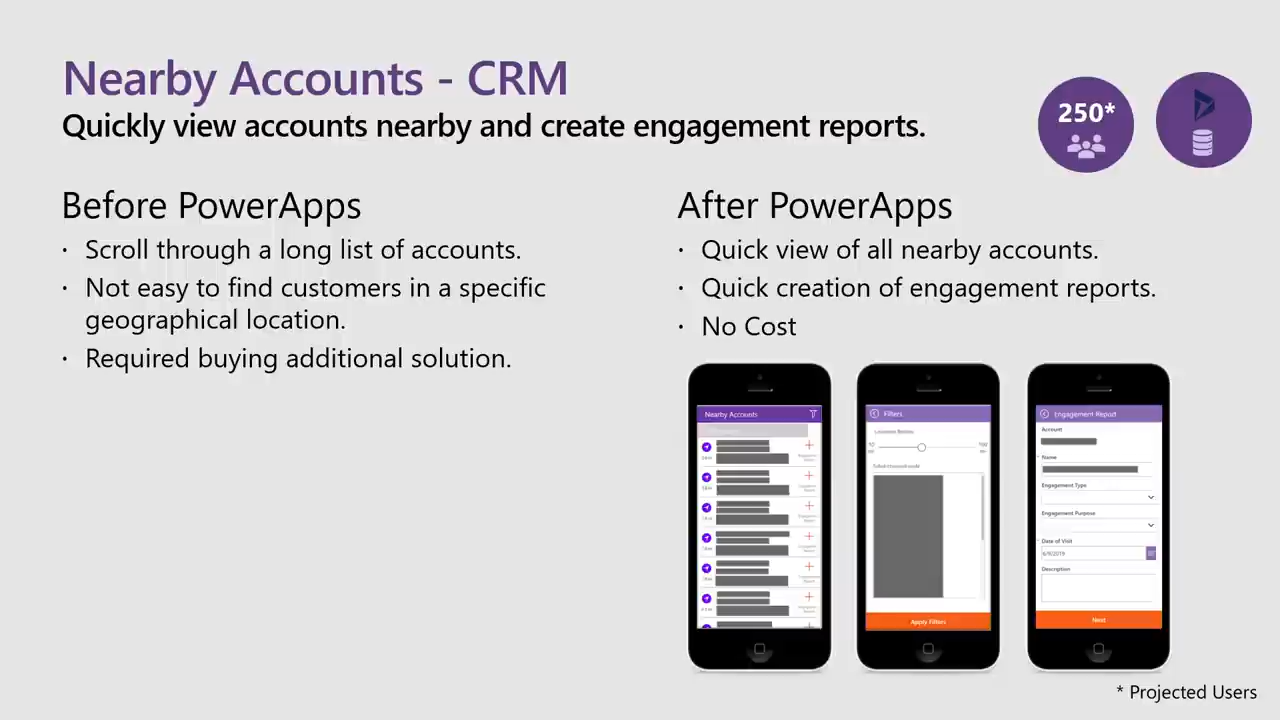 Nearby Accounts - CRM
Quickly view accounts nearby and create engagement reports.
250*
Before PowerApps
· Scroll through a long list of accounts.
· Not easy to find customers in a specific
geographical location.
· Required buying additional solution.
After PowerApps
· Quick view of all nearby accounts.
· Quick creation of engagement reports.
· No Cost
Nearby Accounts
Filters
Apply Filters
Engagement Report
Account
* Name
Engagement Type
Engagement Purpose
* Date of Visit
Description
Next
* Projected Users